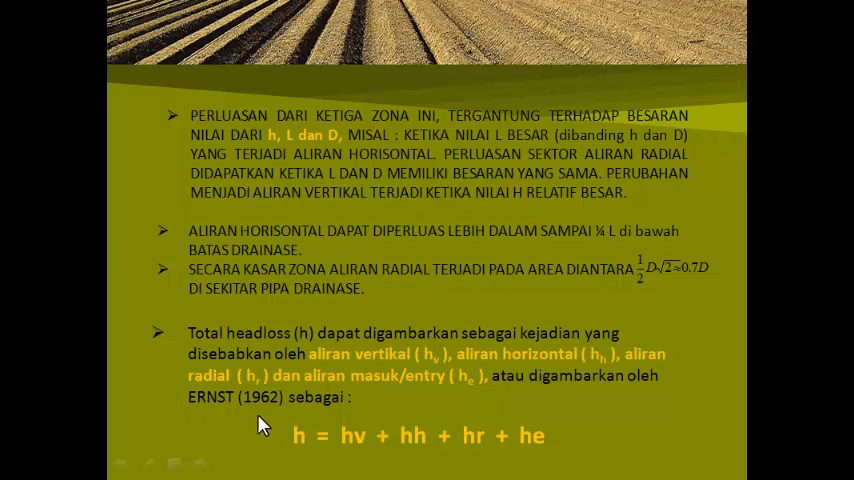 ➢ PERLUASAN DARI KETIGA ZONA INI, TERGANTUNG TERHADAP BESARAN
NILAI DARI h, L dan D, MISAL : KETIKA NILAI L BESAR (dibanding h dan D)
YANG TERJADI ALIRAN HORISONTAL. PERLUASAN SEKTOR ALIRAN RADIAL
DIDAPATKAN KETIKA L DAN D MEMILIKI BESARAN YANG SAMA. PERUBAHAN
MENJADI ALIRAN VERTIKAL TERJADI KETIKA NILAI H RELATIF BESAR.
➢ ALIRAN HORISONTAL DAPAT DIPERLUAS LEBIH DALAM SAMPAI ¼ L di bawah
BATAS DRAINASE.
➢ SECARA KASAR ZONA ALIRAN RADIAL TERJADI PADA AREA DIANTARA 1/2 D√2≈0.7D
DI SEKITAR PIPA DRAINASE.
➢ Total headloss (h) dapat digambarkan sebagai kejadian yang
disebabkan oleh aliran vertikal ( hv ), aliran horizontal ( hh ), aliran
radial ( hr ) dan aliran masuk/entry ( he ), atau digambarkan oleh
ERNST (1962) sebagai :
h = hv + hh + hr + he